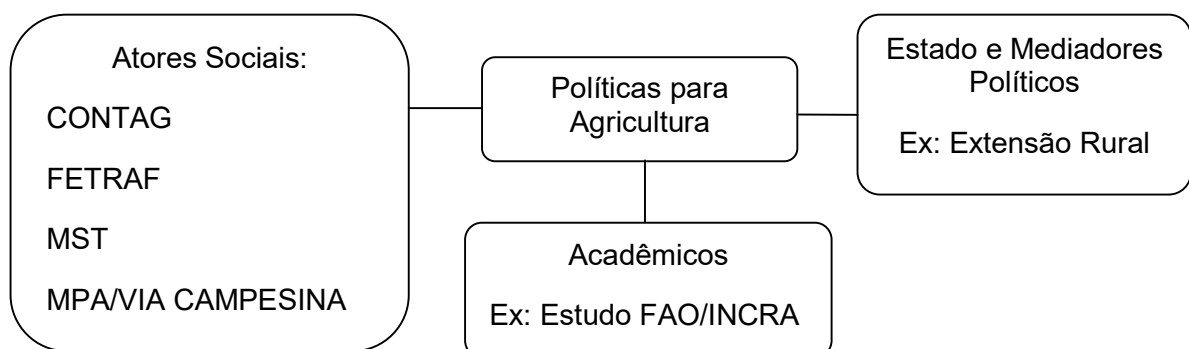 Atores Sociais:
CONTAG
FETRAF
MST
MPA/VIA CAMPESINA
Políticas para
Agricultura
Estado e Mediadores
Políticos
Ex: Extensão Rural
Acadêmicos
Ex: Estudo FAO/INCRA